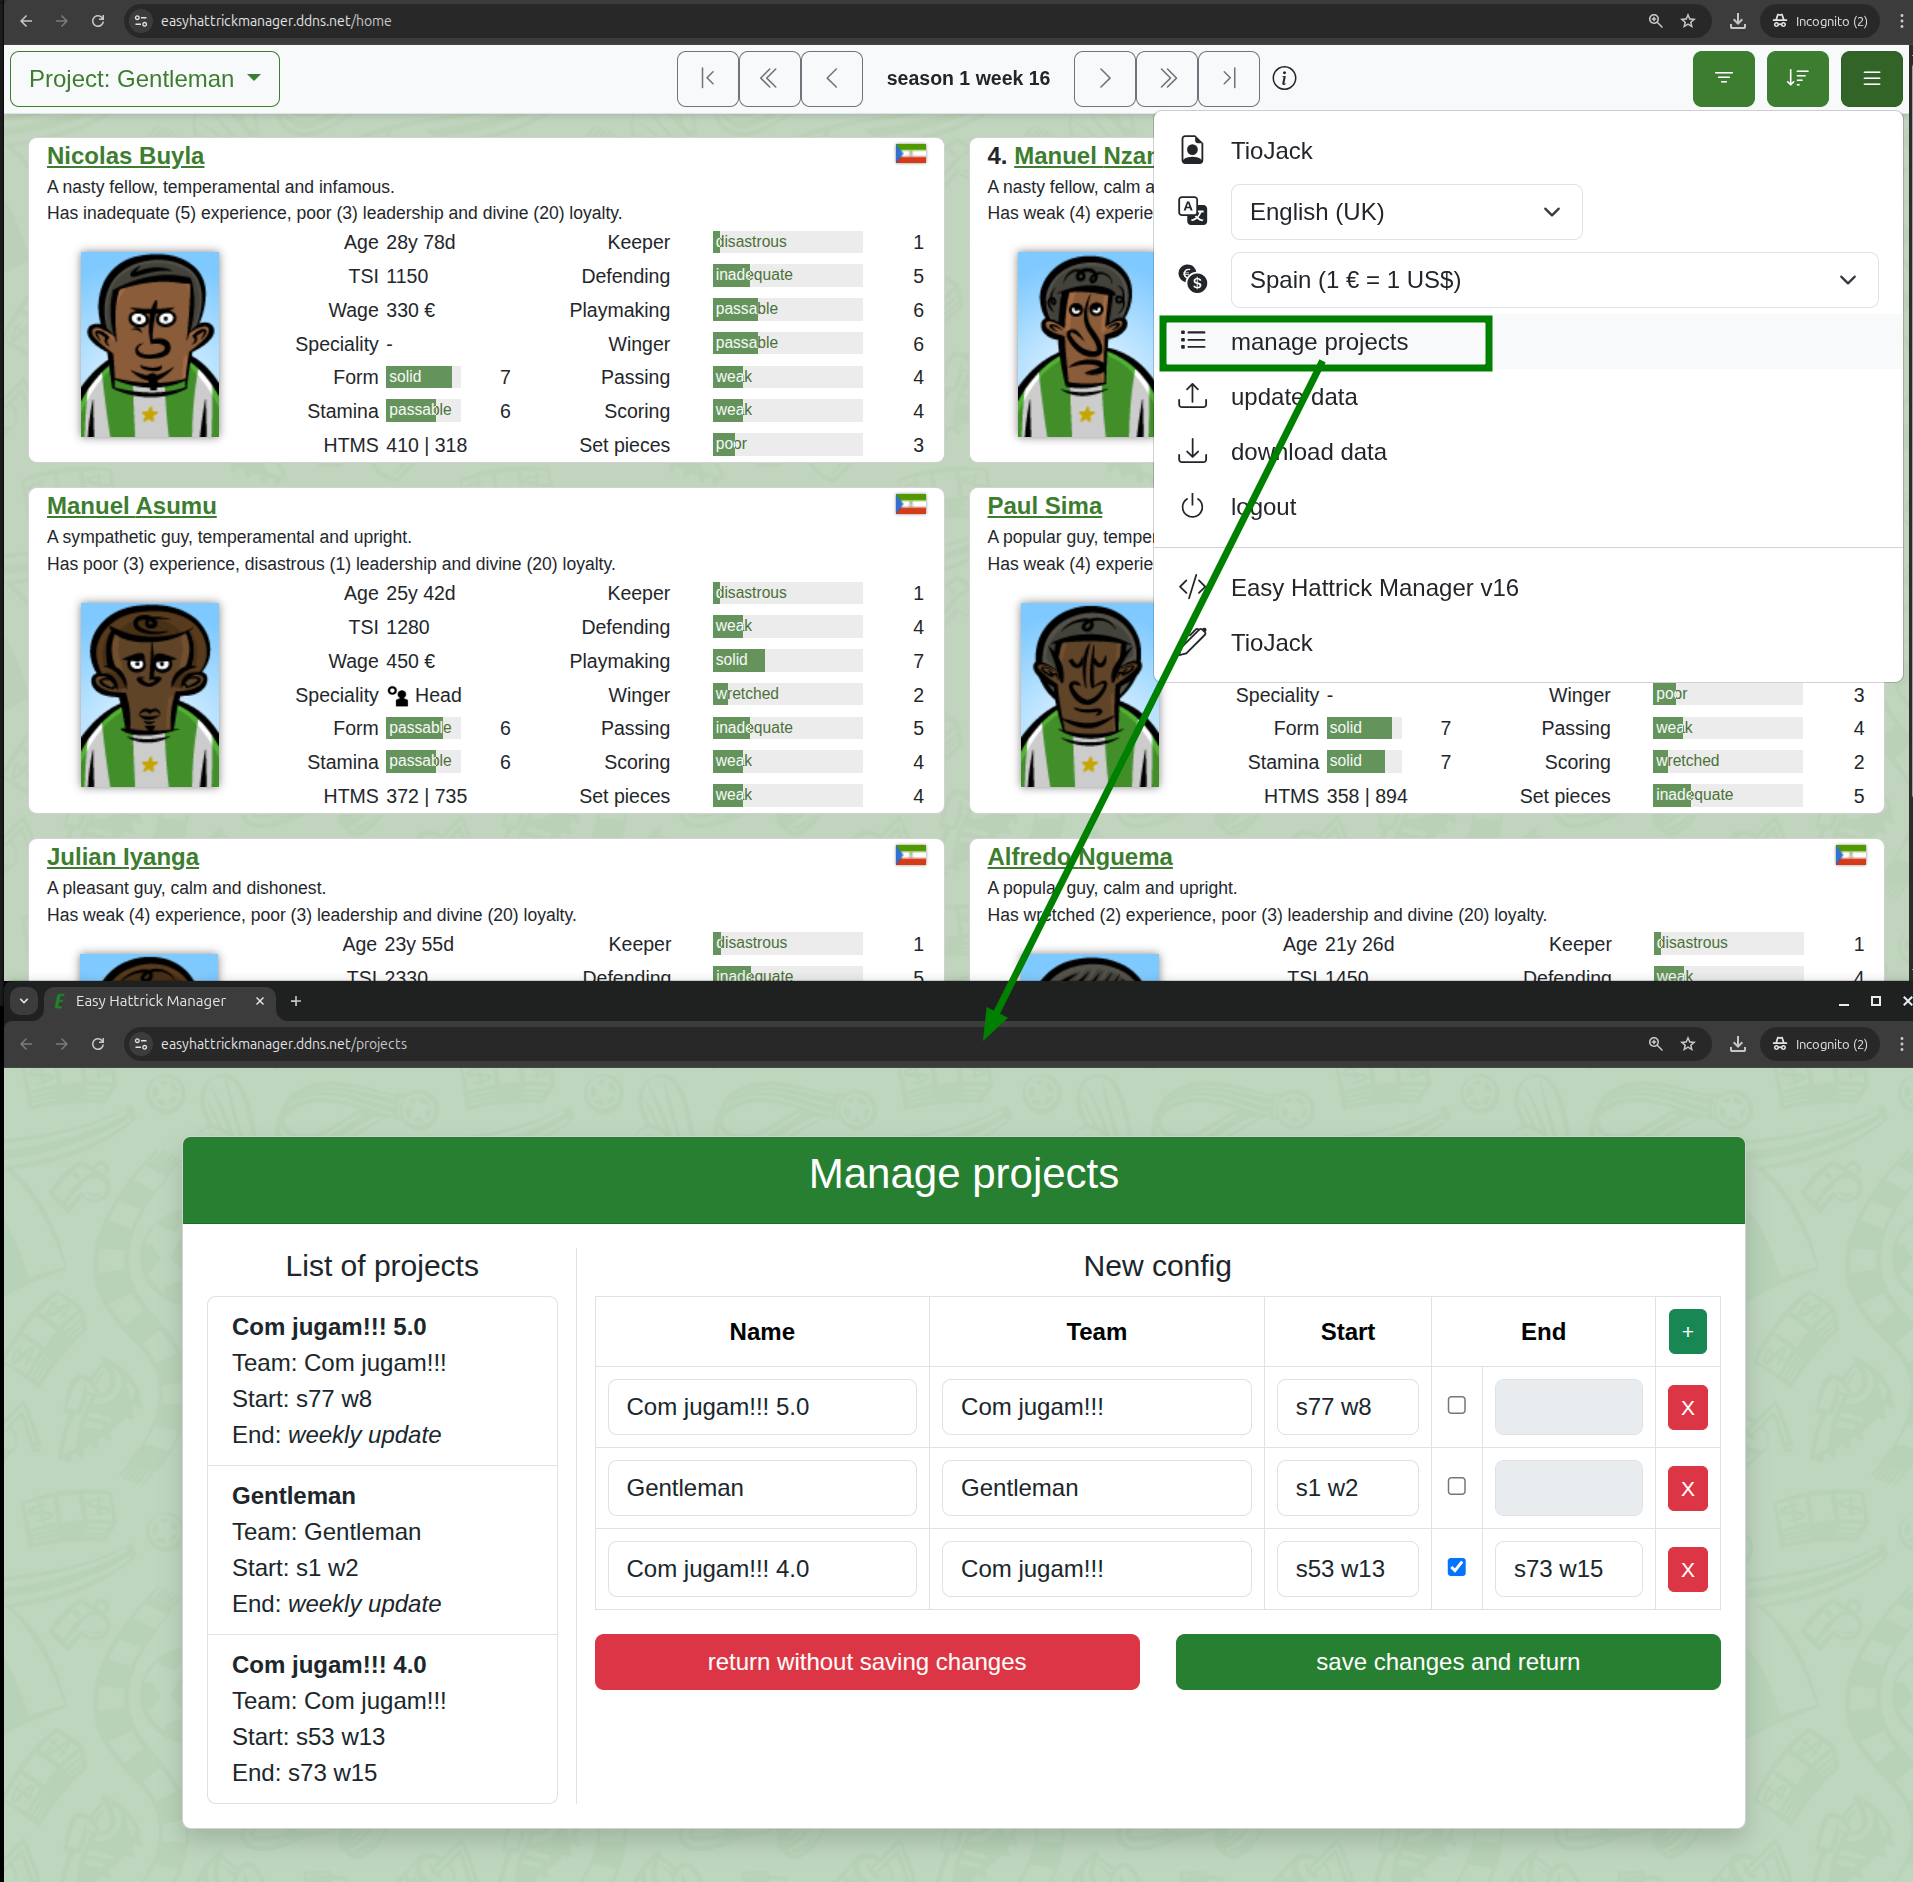 easyhattrickmanager.ddns.net/home
Incognito (2)
Project: Gentleman
season 1 week 16
TioJack
English (UK)
Spain (1 € = 1 US$)
manage projects
update data
download data
logout
Easy Hattrick Manager v16
TioJack
Nicolas Buyla
A nasty fellow, temperamental and infamous.
Has inadequate (5) experience, poor (3) leadership and divine (20) loyalty.
Age 28y 78d
Keeper disastrous 1
TSI 1150
Defending inadequate 5
Wage 330 €
Playmaking passable 6
Speciality -
Winger passable 6
Form solid 7
Passing weak 4
Stamina passable 6
Scoring weak 4
HTMS 410 | 318
Set pieces poor 3
4. Manuel
A nasty fellow, calm
Has weak (4)
Manuel Asumu
A sympathetic guy, temperamental and upright.
Has poor (3) experience, disastrous (1) leadership and divine (20) loyalty.
Age 25y 42d
Keeper disastrous 1
TSI 1280
Defending weak 4
Wage 450 €
Playmaking solid 7
Speciality Head
Winger wretched 2
Form passable 6
Passing inadequate 5
Stamina passable 6
Scoring weak 4
HTMS 372 | 735
Set pieces weak 4
Paul Sima
A popular guy,
Has weak (4)
Speciality -
Winger poor 3
Form solid 7
Passing weak 4
Stamina solid 7
Scoring wretched 2
HTMS 358 | 894
Set pieces inadequate 5
Julian Iyanga
A pleasant guy, calm and dishonest.
Has weak (4) experience, poor (3) leadership and divine (20) loyalty.
Age 23y 55d
Keeper disastrous 1
TSI 2330
Defending inadequate 5
Alfredo Nguema
A popular guy, calm and upright.
Has wretched (2) experience, poor (3) leadership and divine (20) loyalty.
Age 21y 26d
Keeper disastrous 1
TSI 1450
Defending weak 4
Easy Hattrick Manager
easyhattrickmanager.ddns.net/projects
Incognito (2)
Manage projects
List of projects
Com jugam!!! 5.0
Team: Com jugam!!!
Start: s77 w8
End: weekly update
Gentleman
Team: Gentleman
Start: s1 w2
End: weekly update
Com jugam!!! 4.0
Team: Com jugam!!!
Start: s53 w13
End: s73 w15
New config
Name Team Start End +
Com jugam!!! 5.0 Com jugam!!! s77 w8 X
Gentleman Gentleman s1 w2 X
Com jugam!!! 4.0 Com jugam!!! s53 w13 s73 w15 X
return without saving changes
save changes and return